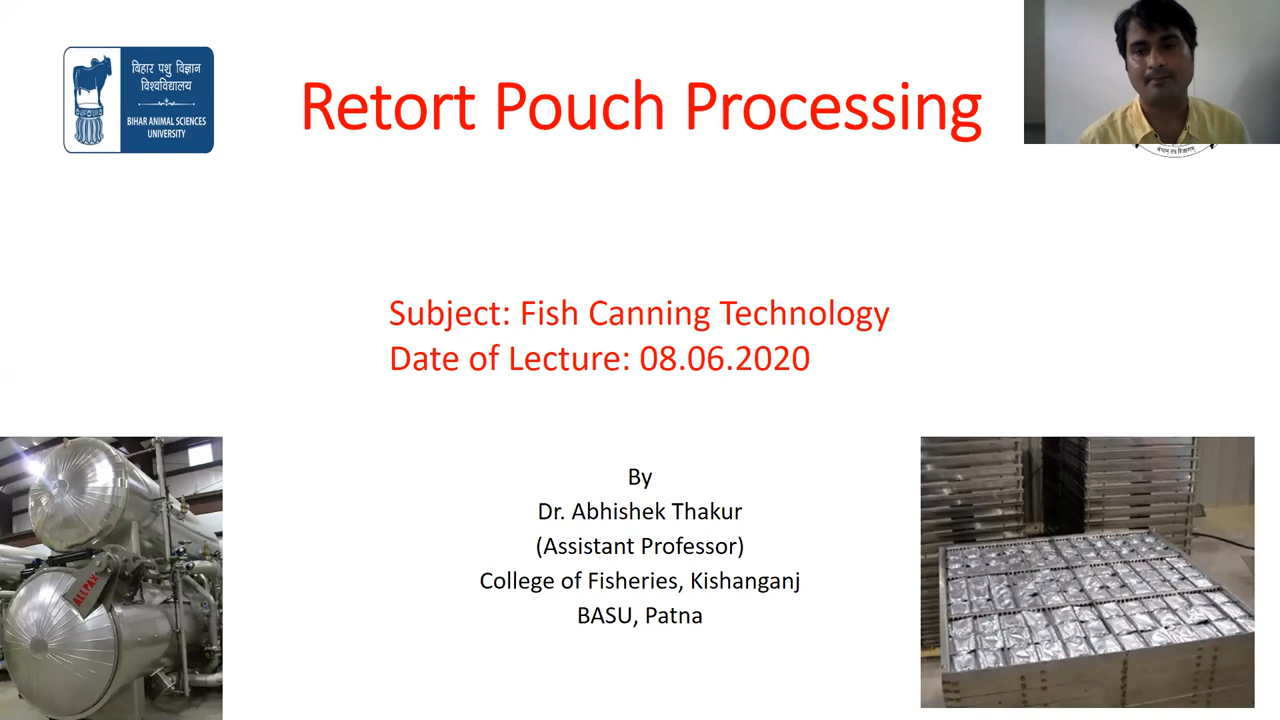 बिहार पशु विज्ञान
विश्वविद्यालय
BIHAR ANIMAL SCIENCES
UNIVERSITY
Retort Pouch Processing
Subject: Fish Canning Technology
Date of Lecture: 08.06.2020
ALLPAX
By
Dr. Abhishek Thakur
(Assistant Professor)
College of Fisheries, Kishanganj
BASU, Patna